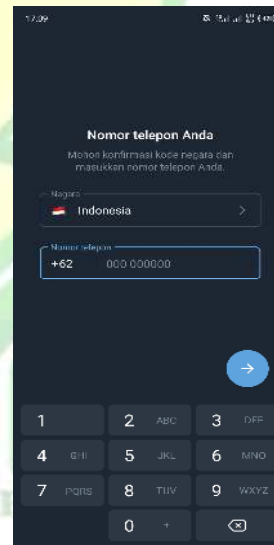 17.09
Nomor telepon Anda
Mohon konfirmasi kode negara dan
masukkan nomor telepon Anda.
Negara
Indonesia
Nomor telepon
+62 000 000000
1
2 ABC
3 DEF
4 GHI
5 JKL
6 MNO
7 PQRS
8 TUV
9 WXYZ
0 +